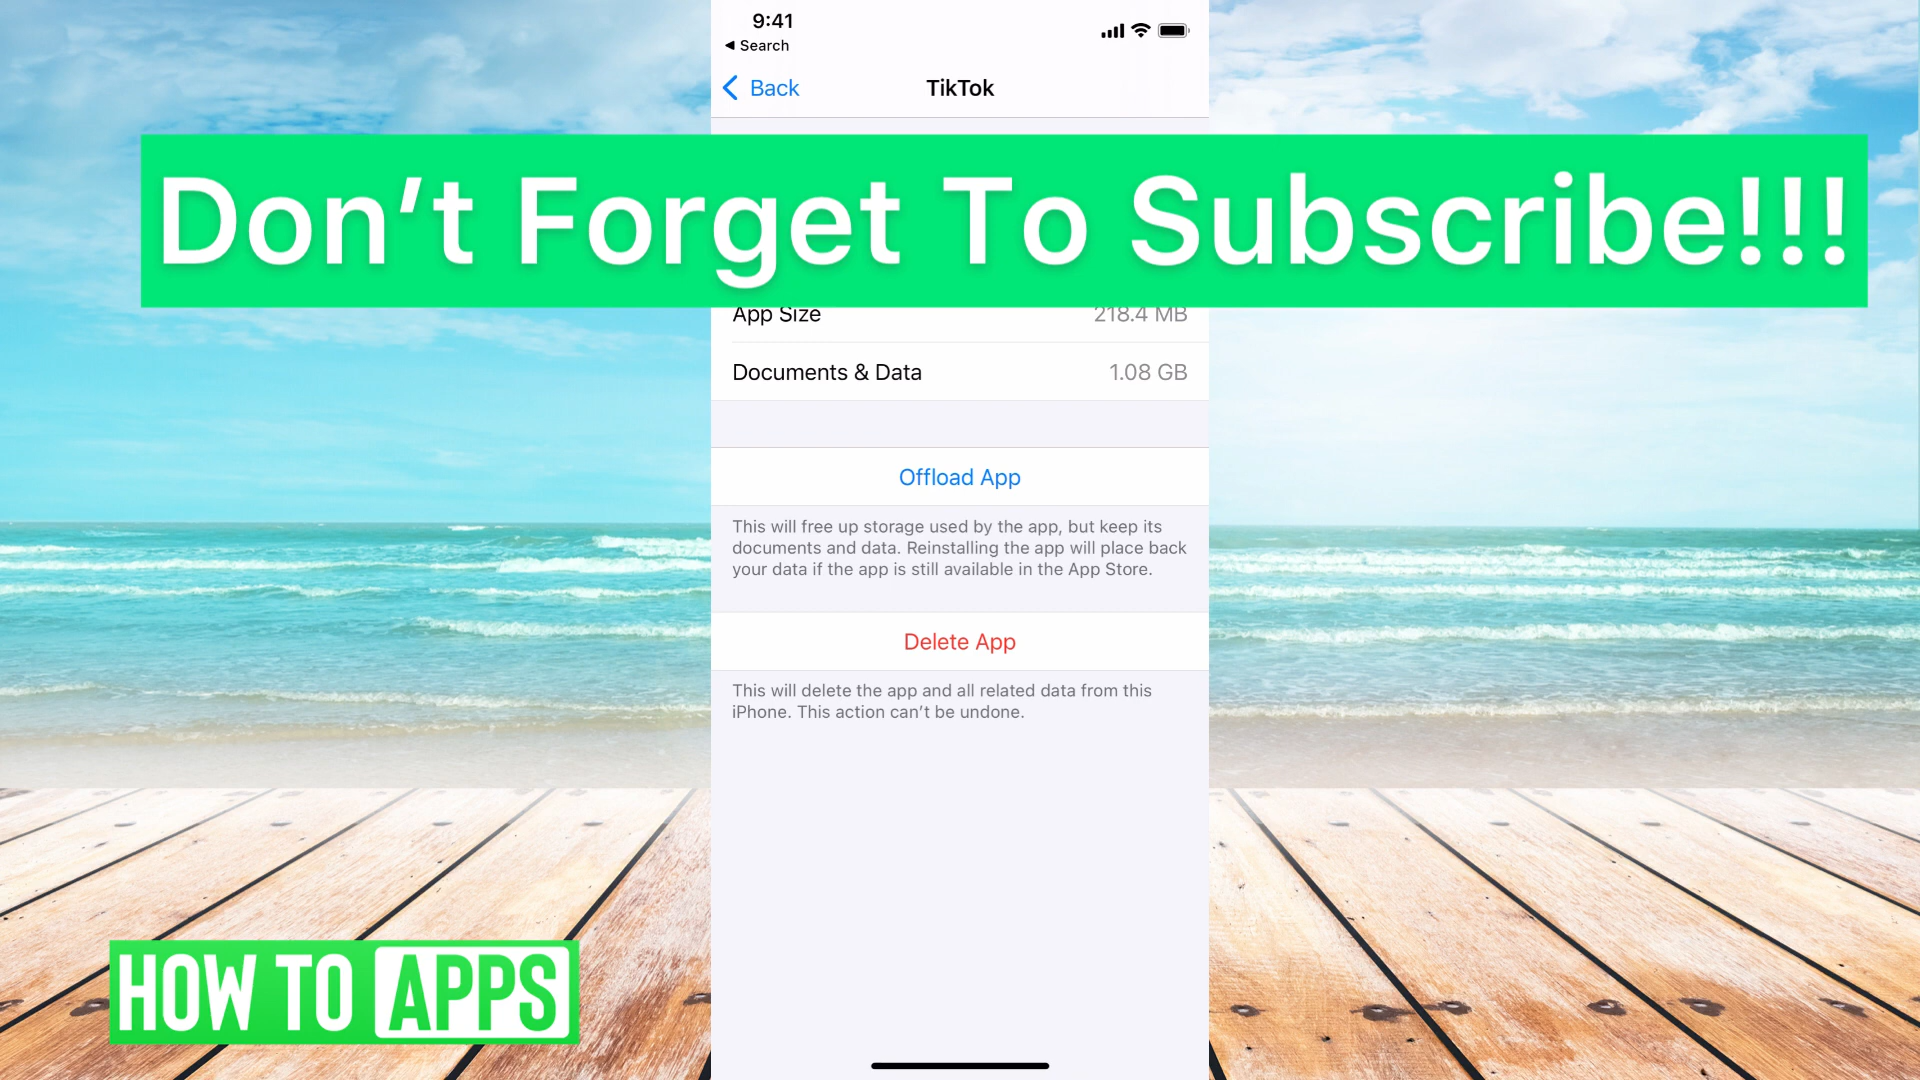 9:41
◀ Search
Back
TikTok
Don’t Forget To Subscribe!!!
App Size 218.4 MB
Documents & Data 1.08 GB
Offload App
This will free up storage used by the app, but keep its
documents and data. Reinstalling the app will place back
your data if the app is still available in the App Store.
Delete App
This will delete the app and all related data from this
iPhone. This action can’t be undone.
HOW TO APPS